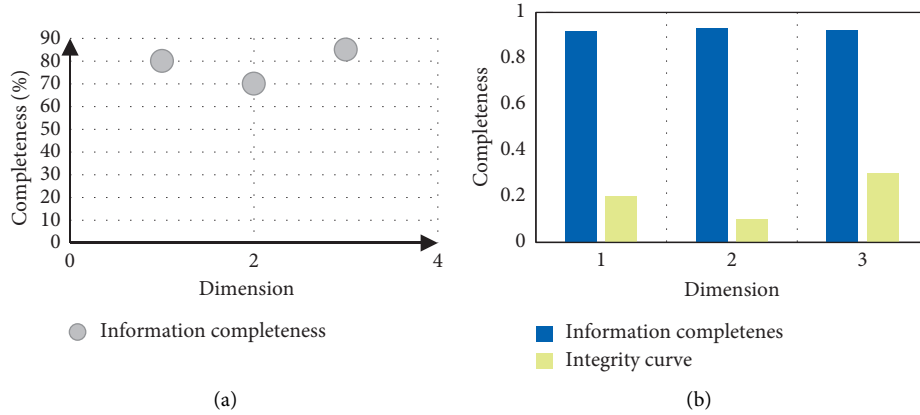 90
80
70
60
50
40
30
20
10
0
Completeness (%)
0
2
4
Dimension
Information completeness
(a)
1
0.8
0.6
0.4
0.2
0
Completeness
1
2
3
Dimension
Information completenes
Integrity curve
(b)